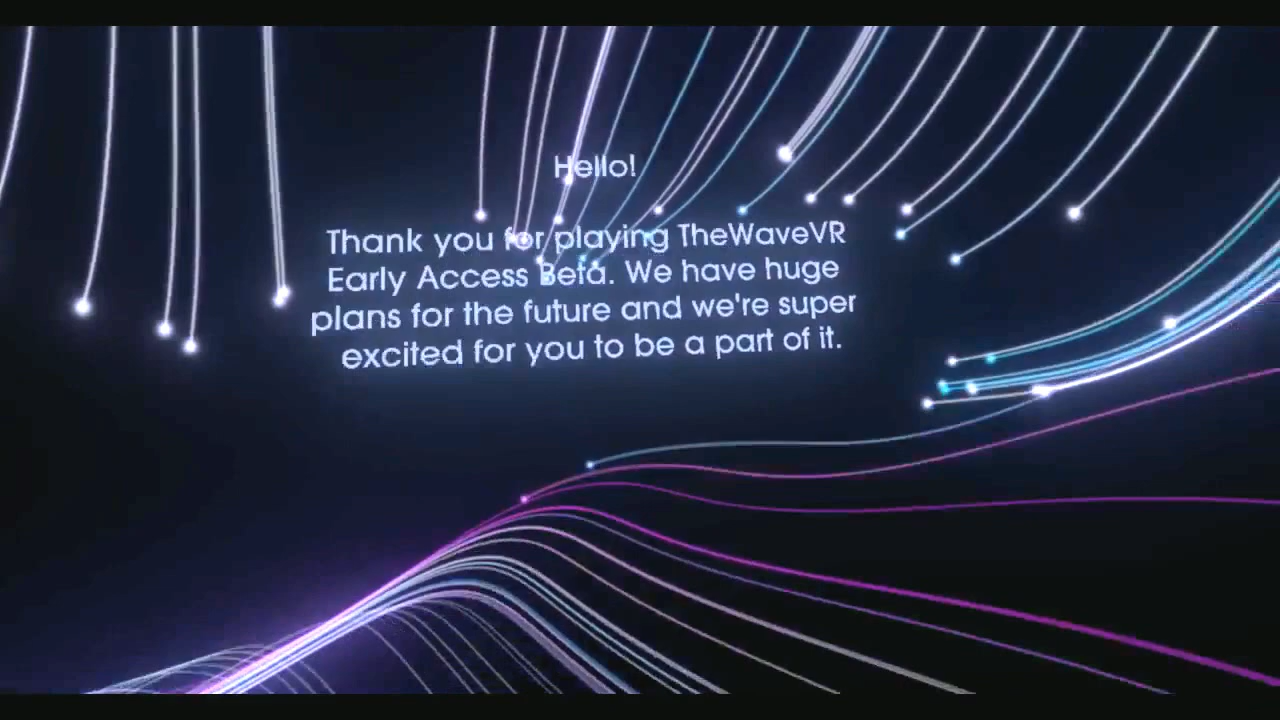 Hello!
Thank you for playing TheWaveVR
Early Access Beta. We have huge
plans for the future and we're super
excited for you to be a part of it.